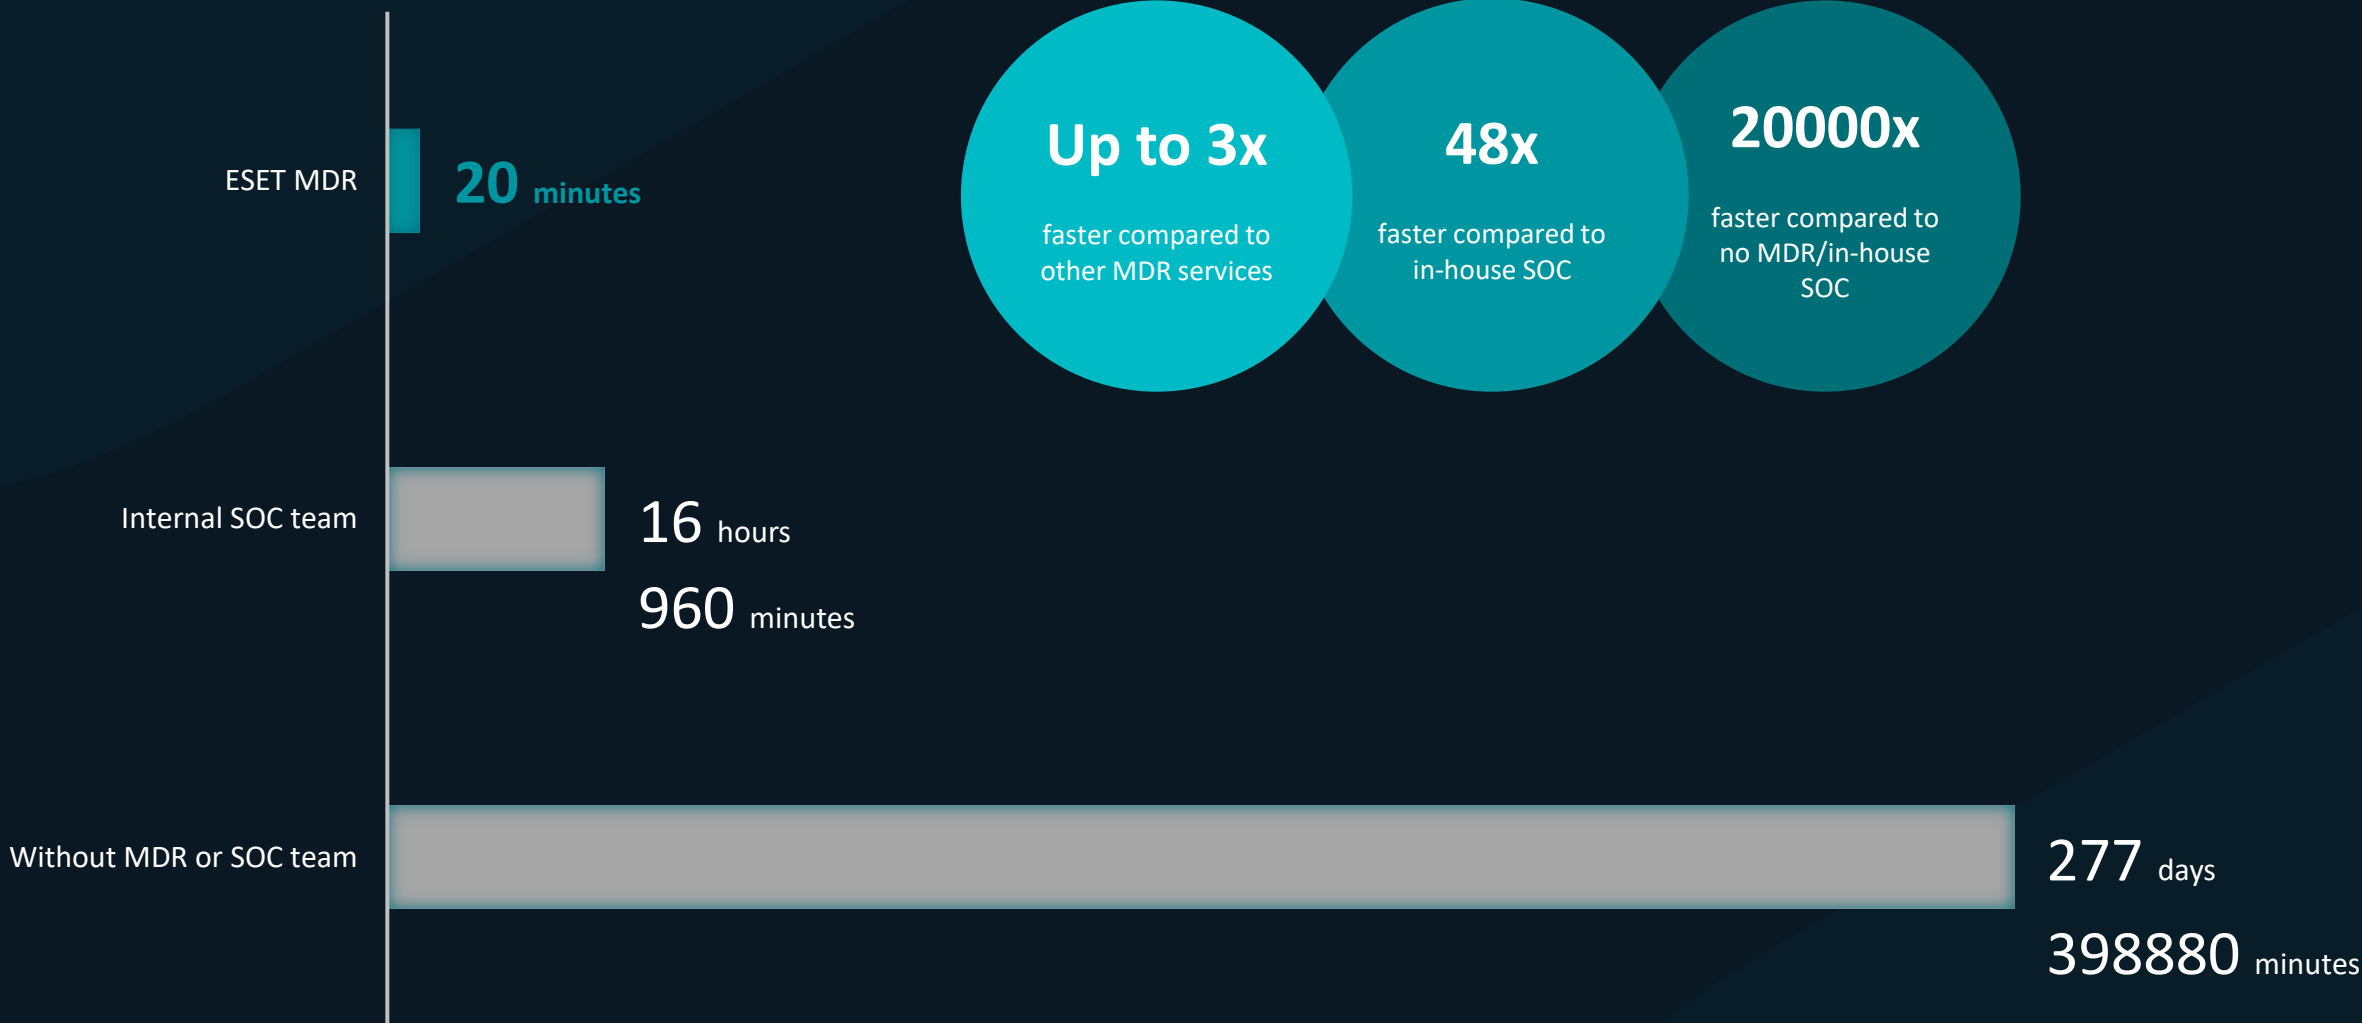 ESET MDR
20 minutes
Up to 3x
faster compared to
other MDR services
48x
faster compared to
in-house SOC
20000x
faster compared to
no MDR/in-house
SOC
Internal SOC team
16 hours
960 minutes
Without MDR or SOC team
277 days
398880 minutes